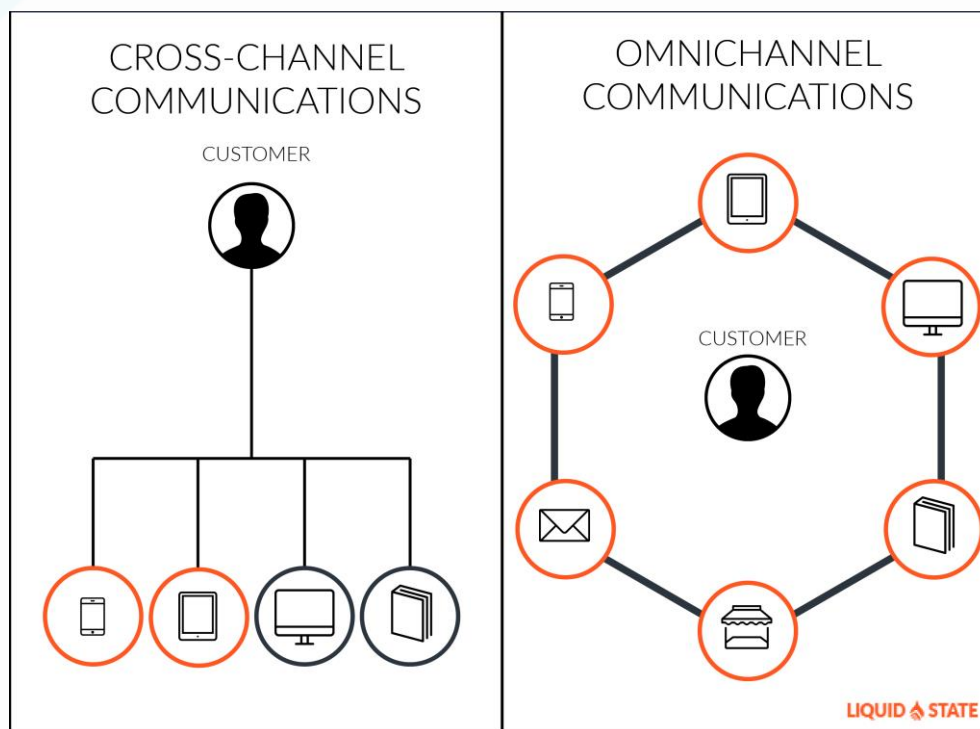 CROSS-CHANNEL
COMMUNICATIONS
CUSTOMER
OMNICHANNEL
COMMUNICATIONS
CUSTOMER
LIQUID STATE